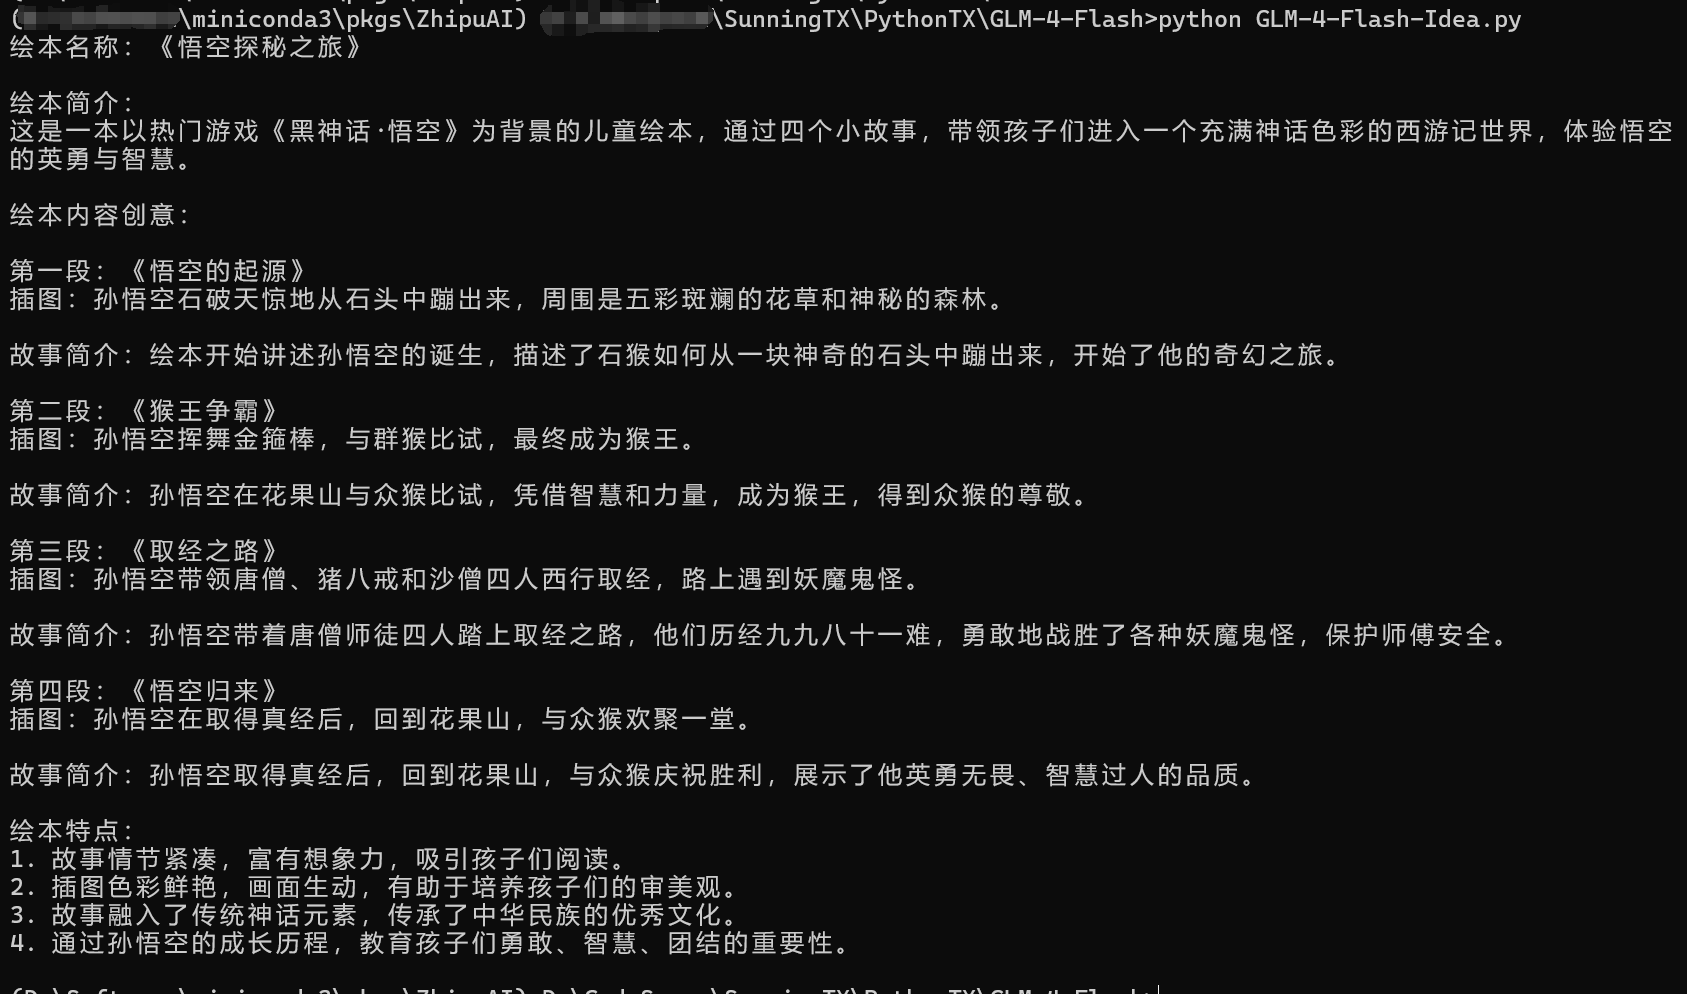 \miniconda3\pkgs\ZhipuAI) \SunningTX\PythonTX\GLM-4-Flash>python GLM-4-Flash-Idea.py
绘本名称：《悟空探秘之旅》
绘本简介：
这是一本以热门游戏《黑神话·悟空》为背景的儿童绘本，通过四个小故事，带领孩子们进入一个充满神话色彩的西游记世界，体验悟空
的英勇与智慧。
绘本内容创意：
第一段：《悟空的起源》
插图：孙悟空石破天惊地从石头中蹦出来，周围是五彩斑斓的花草和神秘的森林。
故事简介：绘本开始讲述孙悟空的诞生，描述了石猴如何从一块神奇的石头中蹦出来，开始了他的奇幻之旅。
第二段：《猴王争霸》
插图：孙悟空挥舞金箍棒，与群猴比试，最终成为猴王。
故事简介：孙悟空在花果山与众猴比试，凭借智慧和力量，成为猴王，得到众猴的尊敬。
第三段：《取经之路》
插图：孙悟空带领唐僧、猪八戒和沙僧四人西行取经，路上遇到妖魔鬼怪。
故事简介：孙悟空带着唐僧师徒四人踏上取经之路，他们历经九九八十一难，勇敢地战胜了各种妖魔鬼怪，保护师傅安全。
第四段：《悟空归来》
插图：孙悟空在取得真经后，回到花果山，与众猴欢聚一堂。
故事简介：孙悟空取得真经后，回到花果山，与众猴庆祝胜利，展示了他英勇无畏、智慧过人的品质。
绘本特点：
1. 故事情节紧凑，富有想象力，吸引孩子们阅读。
2. 插图色彩鲜艳，画面生动，有助于培养孩子们的审美观。
3. 故事融入了传统神话元素，传承了中华民族的优秀文化。
4. 通过孙悟空的成长历程，教育孩子们勇敢、智慧、团结的重要性。